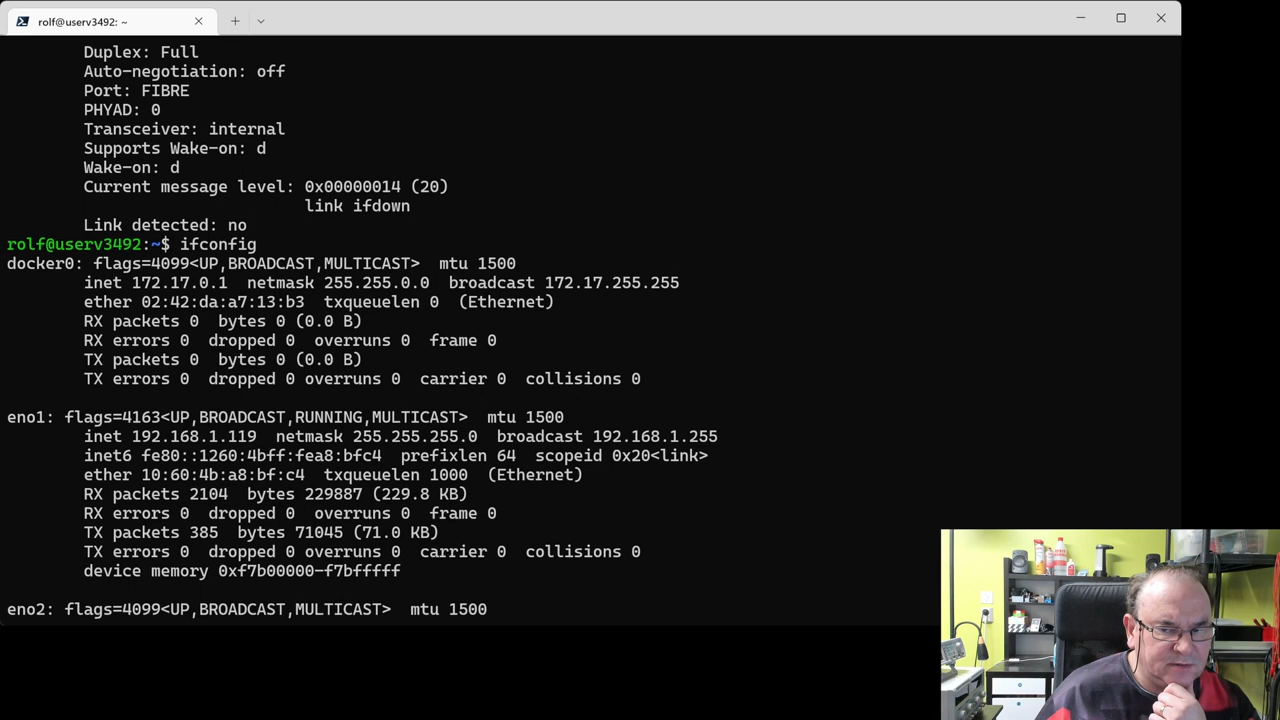 rolf@userv3492: ~
Duplex: Full
Auto-negotiation: off
Port: FIBRE
PHYAD: 0
Transceiver: internal
Supports Wake-on: d
Wake-on: d
Current message level: 0x00000014 (20)
link ifdown
Link detected: no
rolf@userv3492:~$ ifconfig
docker0: flags=4099<UP,BROADCAST,MULTICAST>  mtu 1500
inet 172.17.0.1  netmask 255.255.0.0  broadcast 172.17.255.255
ether 02:42:da:a7:13:b3  txqueuelen 0  (Ethernet)
RX packets 0  bytes 0 (0.0 B)
RX errors 0  dropped 0  overruns 0  frame 0
TX packets 0  bytes 0 (0.0 B)
TX errors 0  dropped 0 overruns 0  carrier 0  collisions 0
eno1: flags=4163<UP,BROADCAST,RUNNING,MULTICAST>  mtu 1500
inet 192.168.1.119  netmask 255.255.255.0  broadcast 192.168.1.255
inet6 fe80::1260:4bff:fea8:bfc4  prefixlen 64  scopeid 0x20<link>
ether 10:60:4b:a8:bf:c4  txqueuelen 1000  (Ethernet)
RX packets 2104  bytes 229887 (229.8 KB)
RX errors 0  dropped 0  overruns 0  frame 0
TX packets 385  bytes 71045 (71.0 KB)
TX errors 0  dropped 0 overruns 0  carrier 0  collisions 0
device memory 0xf7b00000-f7bfffff
eno2: flags=4099<UP,BROADCAST,MULTICAST>  mtu 1500